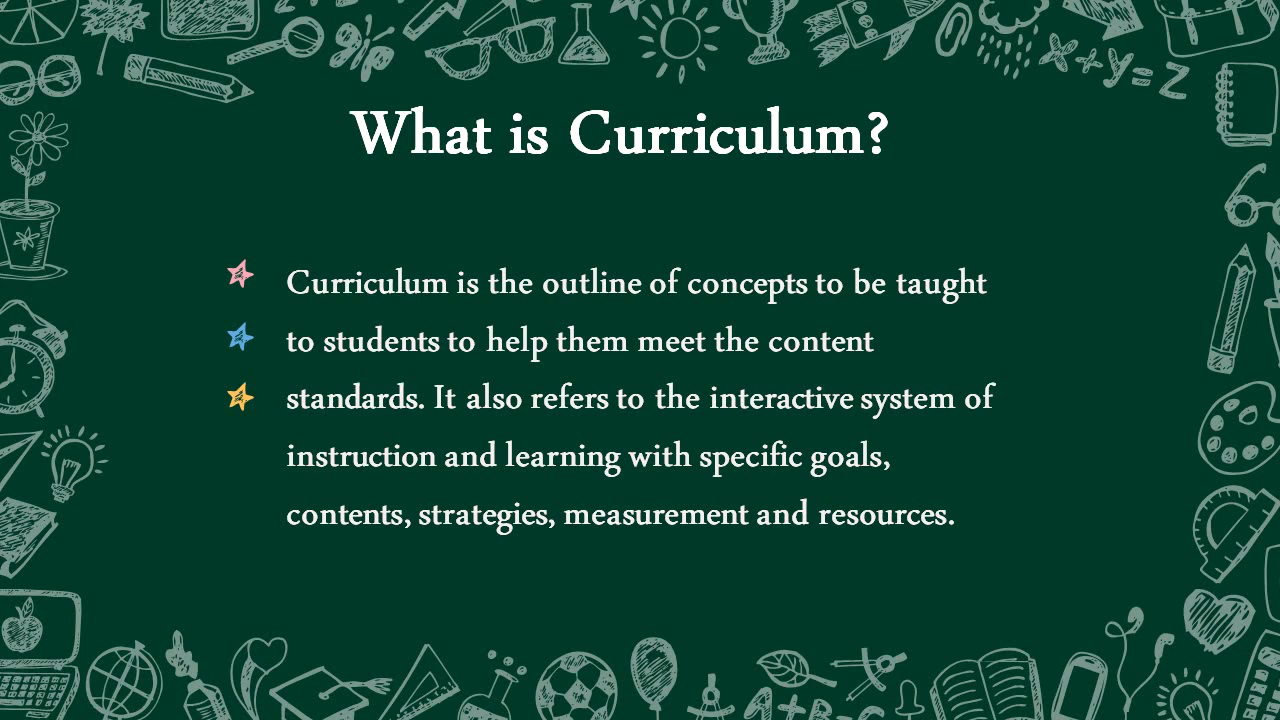 X+y=Z
What is Curriculum?
Curriculum is the outline of concepts to be taught
to students to help them meet the content
standards. It also refers to the interactive system of
instruction and learning with specific goals,
contents, strategies, measurement and resources.
A+B=C